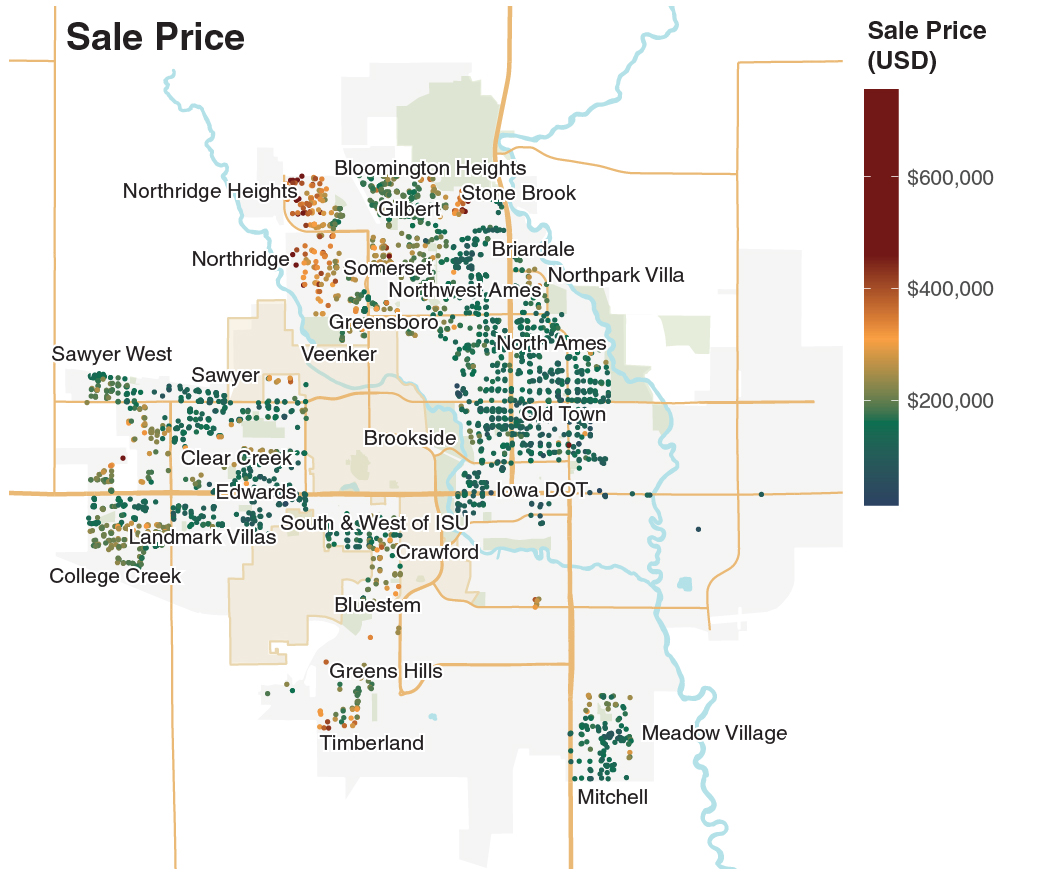 Sale Price
Sale Price
(USD)
$600,000
$400,000
$200,000
Bloomington Heights
Northridge Heights
Stone Brook
Gilbert
Briardale
Northridge
Somerset
Northpark Villa
Northwest Ames
Greensboro
North Ames
Sawyer West
Veenker
Sawyer
Old Town
Brookside
Clear Creek
Edwards
Iowa DOT
South & West of ISU
Landmark Villas
Crawford
College Creek
Bluestem
Greens Hills
Meadow Village
Timberland
Mitchell